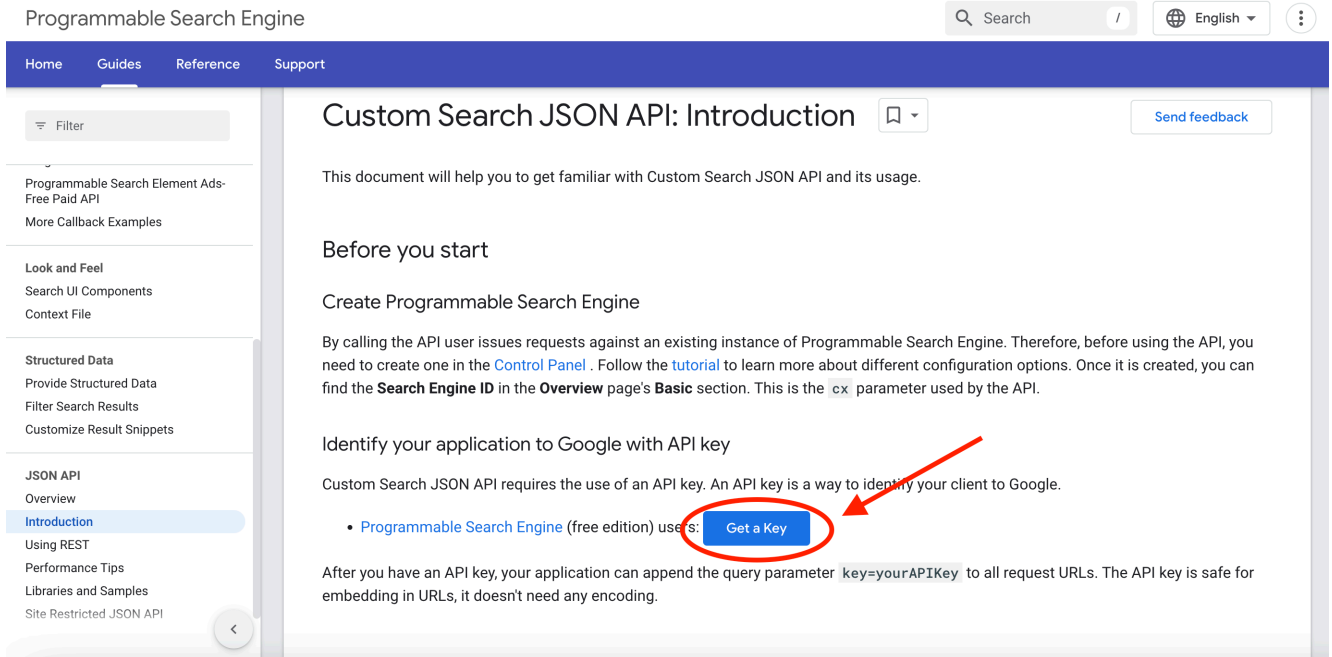 Programmable Search Engine
Search
/
English
Home
Guides
Reference
Support
Filter
Programmable Search Element Ads-
Free Paid API
More Callback Examples
Look and Feel
Search UI Components
Context File
Structured Data
Provide Structured Data
Filter Search Results
Customize Result Snippets
JSON API
Overview
Introduction
Using REST
Performance Tips
Libraries and Samples
Site Restricted JSON API
Custom Search JSON API: Introduction
Send feedback
This document will help you to get familiar with Custom Search JSON API and its usage.
Before you start
Create Programmable Search Engine
By calling the API user issues requests against an existing instance of Programmable Search Engine. Therefore, before using the API, you
need to create one in the Control Panel . Follow the tutorial to learn more about different configuration options. Once it is created, you can
find the Search Engine ID in the Overview page's Basic section. This is the cx parameter used by the API.
Identify your application to Google with API key
Custom Search JSON API requires the use of an API key. An API key is a way to identify your client to Google.
• Programmable Search Engine (free edition) users: Get a Key
After you have an API key, your application can append the query parameter key=yourAPIKey to all request URLs. The API key is safe for
embedding in URLs, it doesn't need any encoding.